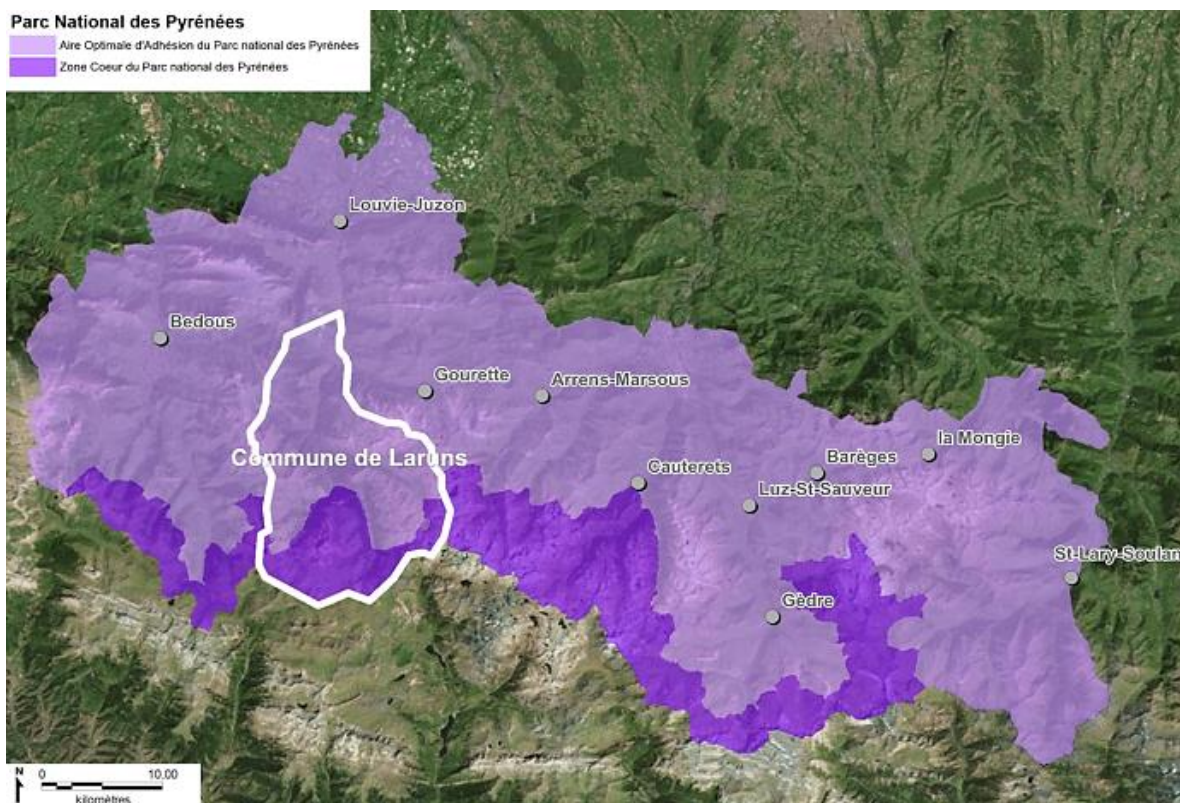 Parc National des Pyrénées
Aire Optimale d'Adhésion du Parc national des Pyrénées
Zone Coeur du Parc national des Pyrénées
Louvie-Juzon
Bedous
Gourette
Arrens-Marsous
la Mongie
Commune de Laruns
Cauterets
Barèges
Luz-St-Sauveur
St-Lary-Soulan
Gèdre
N
0 10.00
kilomètres